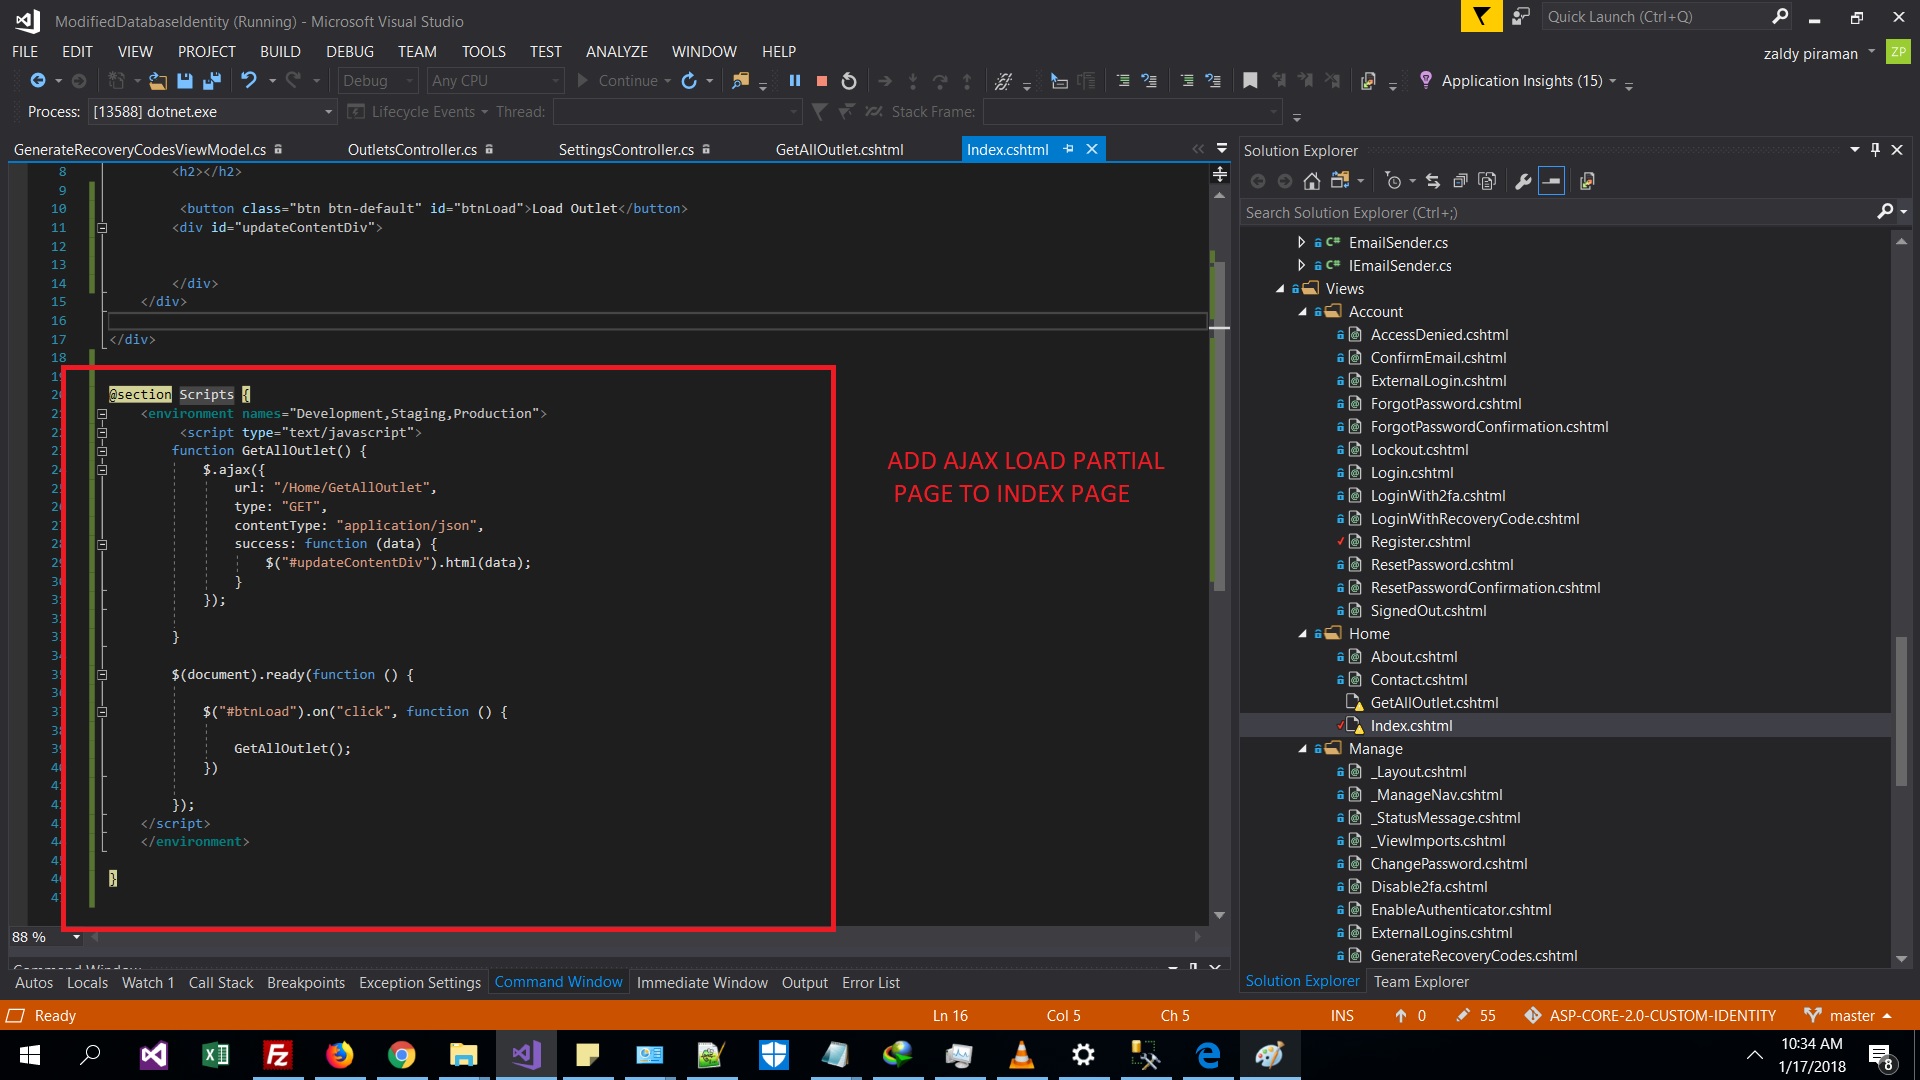 ModifiedDatabaseIdentity (Running) - Microsoft Visual Studio
Quick Launch (Ctrl+Q)
FILE EDIT VIEW PROJECT BUILD DEBUG TEAM TOOLS TEST ANALYZE WINDOW HELP
zaldy piraman ZP
Debug Any CPU Continue Application Insights (15)
Process: [13588] dotnet.exe Lifecycle Events Thread: Stack Frame:
GenerateRecoveryCodesViewModel.cs OutletsController.cs SettingsController.cs GetAllOutlet.cshtml Index.cshtml
8 <h2></h2>
9
10 <button class="btn btn-default" id="btnLoad">Load Outlet</button>
11 <div id="updateContentDiv">
12
13
14 </div>
15 </div>
16
17 </div>
18
@section Scripts {
<environment names="Development,Staging,Production">
<script type="text/javascript">
function GetAllOutlet() {
$.ajax({
url: "/Home/GetAllOutlet",
type: "GET",
contentType: "application/json",
success: function (data) {
$("#updateContentDiv").html(data);
}
});
}
$(document).ready(function () {
$("#btnLoad").on("click", function () {
GetAllOutlet();
})
});
</script>
</environment>
}
ADD AJAX LOAD PARTIAL
PAGE TO INDEX PAGE
88 %
Solution Explorer
Search Solution Explorer (Ctrl+;)
C# EmailSender.cs
C# IEmailSender.cs
Views
Account
AccessDenied.cshtml
ConfirmEmail.cshtml
ExternalLogin.cshtml
ForgotPassword.cshtml
ForgotPasswordConfirmation.cshtml
Lockout.cshtml
Login.cshtml
LoginWith2fa.cshtml
LoginWithRecoveryCode.cshtml
Register.cshtml
ResetPassword.cshtml
ResetPasswordConfirmation.cshtml
SignedOut.cshtml
Home
About.cshtml
Contact.cshtml
GetAllOutlet.cshtml
Index.cshtml
Manage
_Layout.cshtml
_ManageNav.cshtml
_StatusMessage.cshtml
_ViewImports.cshtml
ChangePassword.cshtml
Disable2fa.cshtml
EnableAuthenticator.cshtml
ExternalLogins.cshtml
GenerateRecoveryCodes.cshtml
Autos Locals Watch 1 Call Stack Breakpoints Exception Settings Command Window Immediate Window Output Error List
Solution Explorer Team Explorer
Ready Ln 16 Col 5 Ch 5 INS 0 55 ASP-CORE-2.0-CUSTOM-IDENTITY master
10:34 AM
1/17/2018
8